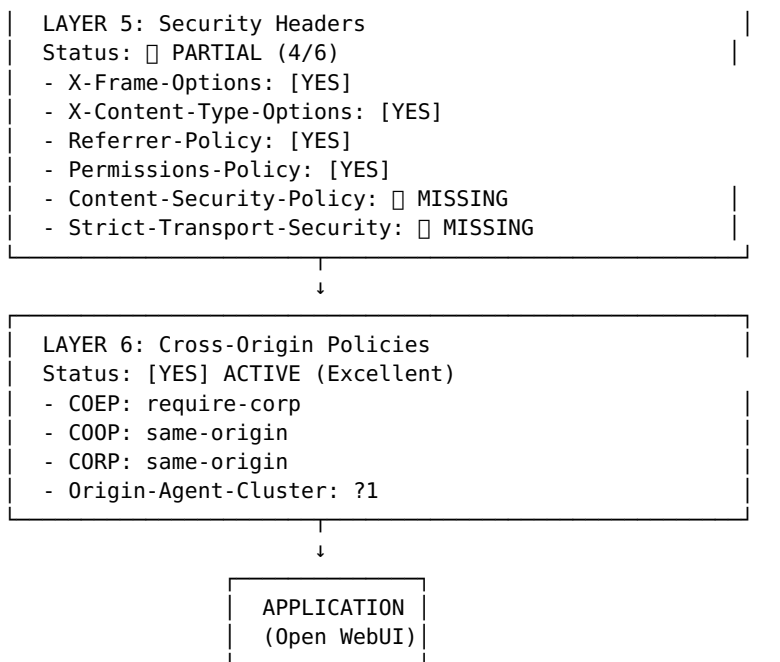 LAYER 5: Security Headers
Status: ▯ PARTIAL (4/6)
- X-Frame-Options: [YES]
- X-Content-Type-Options: [YES]
- Referrer-Policy: [YES]
- Permissions-Policy: [YES]
- Content-Security-Policy: ▯ MISSING
- Strict-Transport-Security: ▯ MISSING
↓
LAYER 6: Cross-Origin Policies
Status: [YES] ACTIVE (Excellent)
- COEP: require-corp
- COOP: same-origin
- CORP: same-origin
- Origin-Agent-Cluster: ?1
↓
APPLICATION
(Open WebUI)